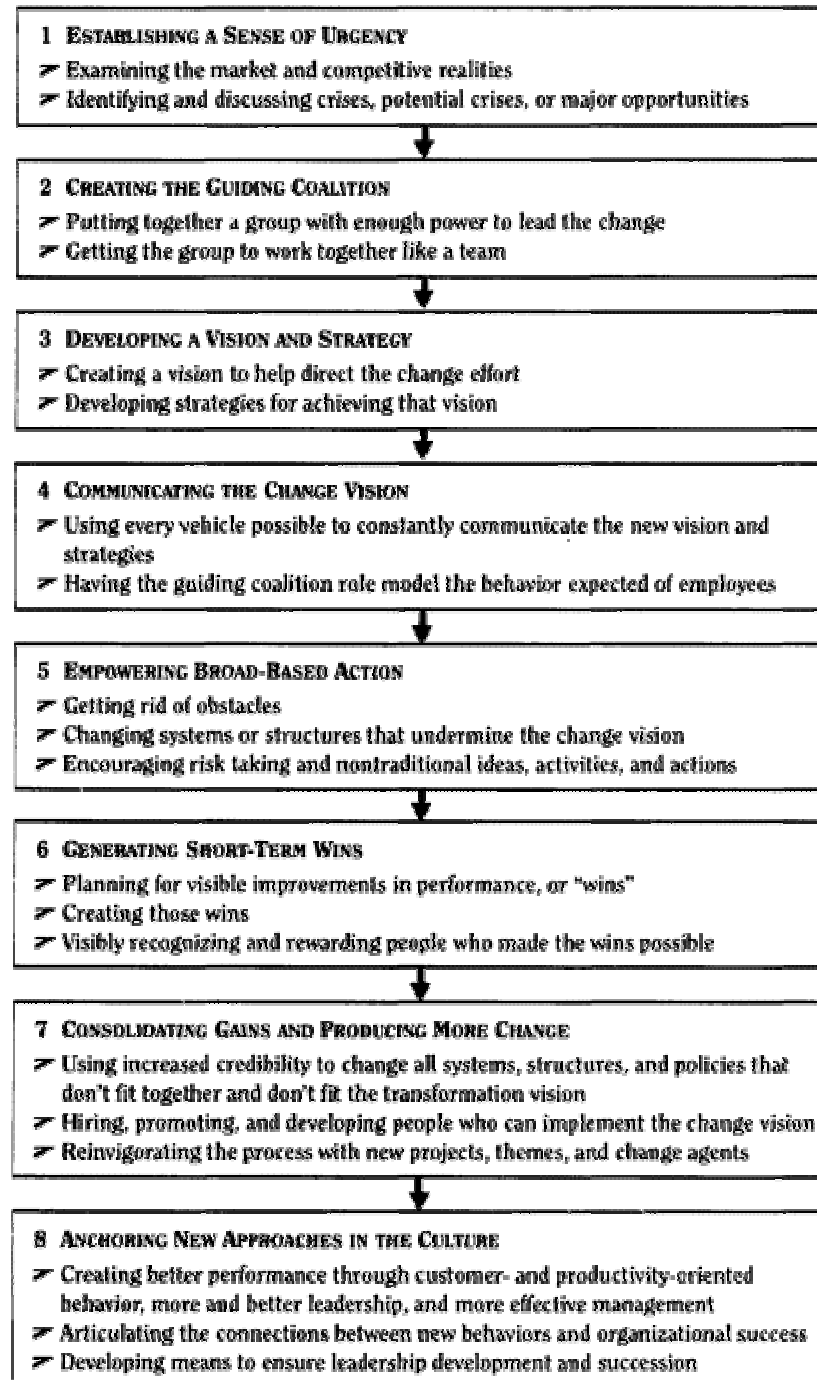 1 ESTABLISHING A SENSE OF URGENCY
Examining the market and competitive realities
Identifying and discussing crises, potential crises, or major opportunities
2 CREATING THE GUIDING COALITION
Putting together a group with enough power to lead the change
Getting the group to work together like a team
3 DEVELOPING A VISION AND STRATEGY
Creating a vision to help direct the change effort
Developing strategies for achieving that vision
4 COMMUNICATING THE CHANGE VISION
Using every vehicle possible to constantly communicate the new vision and
strategies
Having the guiding coalition role model the behavior expected of employees
5 EMPOWERING BROAD-BASED ACTION
Getting rid of obstacles
Changing systems or structures that undermine the change vision
Encouraging risk taking and nontraditional ideas, activities, and actions
6 GENERATING SHORT-TERM WINS
Planning for visible improvements in performance, or "wins"
Creating those wins
Visibly recognizing and rewarding people who made the wins possible
7 CONSOLIDATING GAINS AND PRODUCING MORE CHANGE
Using increased credibility to change all systems, structures, and policies that
don't fit together and don't fit the transformation vision
Hiring, promoting, and developing people who can implement the change vision
Reinvigorating the process with new projects, themes, and change agents
8 ANCHORING NEW APPROACHES IN THE CULTURE
Creating better performance through customer- and productivity-oriented
behavior, more and better leadership, and more effective management
Articulating the connections between new behaviors and organizational success
Developing means to ensure leadership development and succession